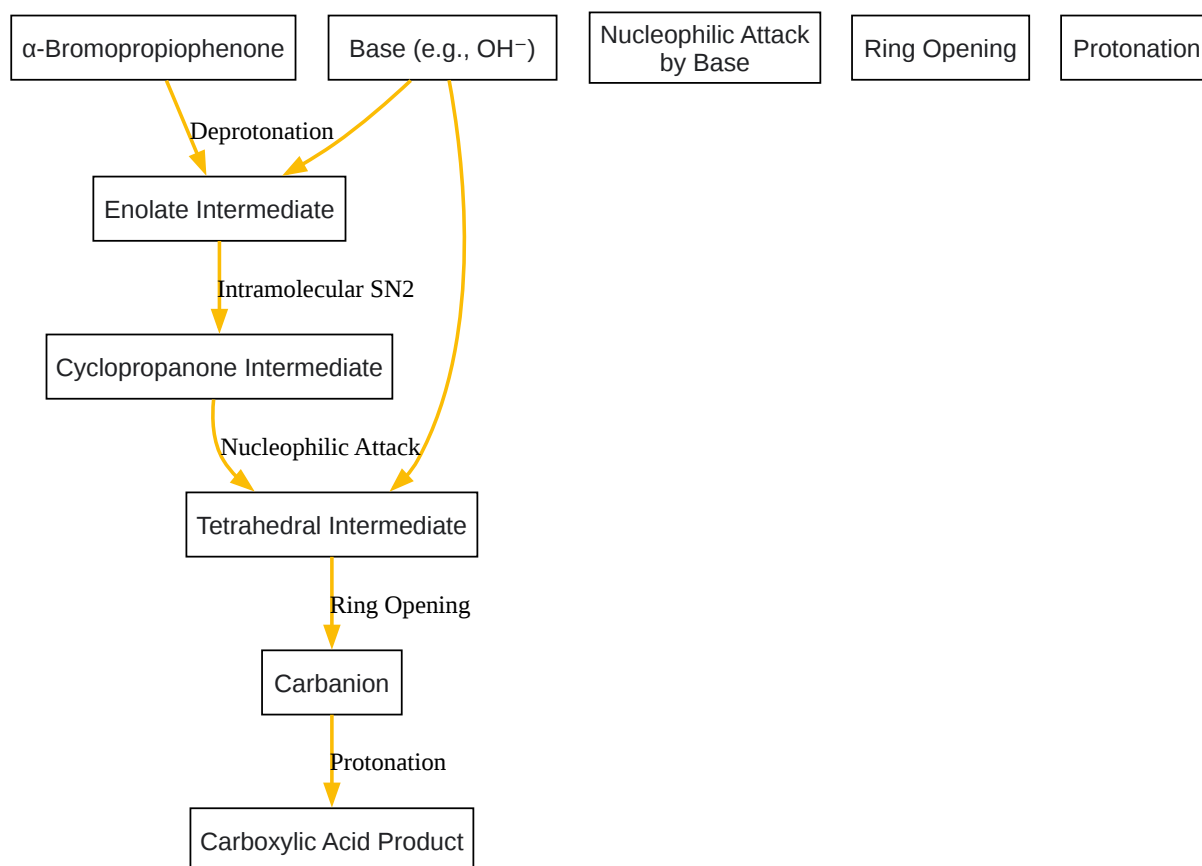 α-Bromopropiophenone
Base (e.g., OH⁻)
Nucleophilic Attack
by Base
Ring Opening
Protonation
Deprotonation
Enolate Intermediate
Intramolecular SN2
Cyclopropanone Intermediate
Nucleophilic Attack
Tetrahedral Intermediate
Ring Opening
Carbanion
Protonation
Carboxylic Acid Product